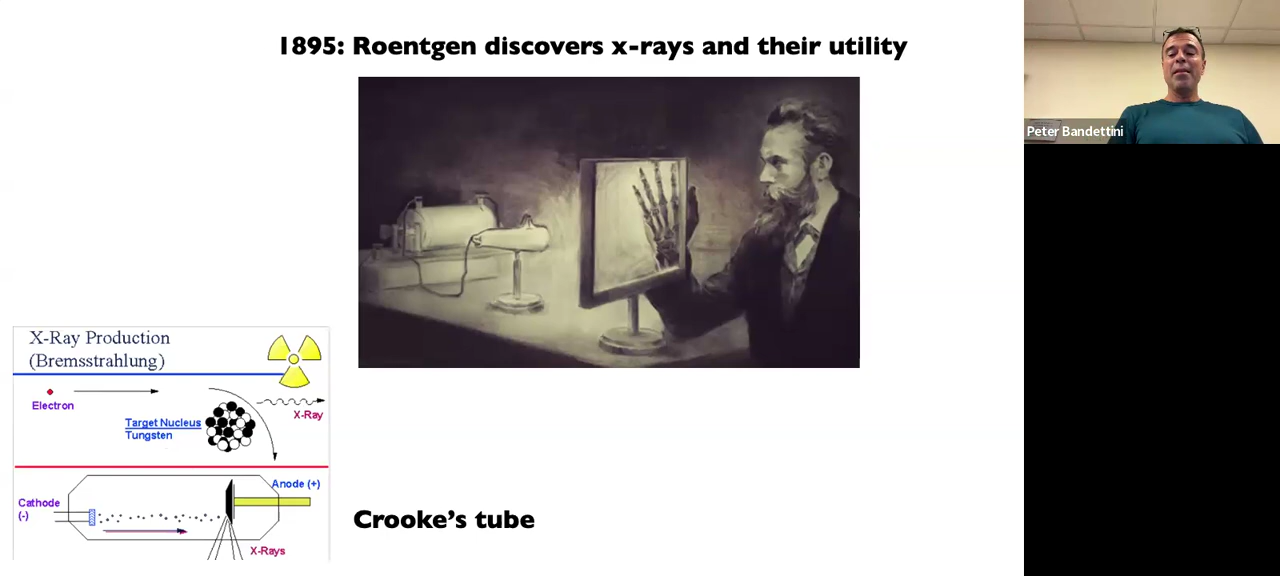 1895: Roentgen discovers x-rays and their utility
Peter Bandettini
X-Ray Production
(Bremsstrahlung)
Electron
X-Ray
Target Nucleus
Tungsten
Anode (+)
Cathode
(-)
X-Rays
Crooke’s tube